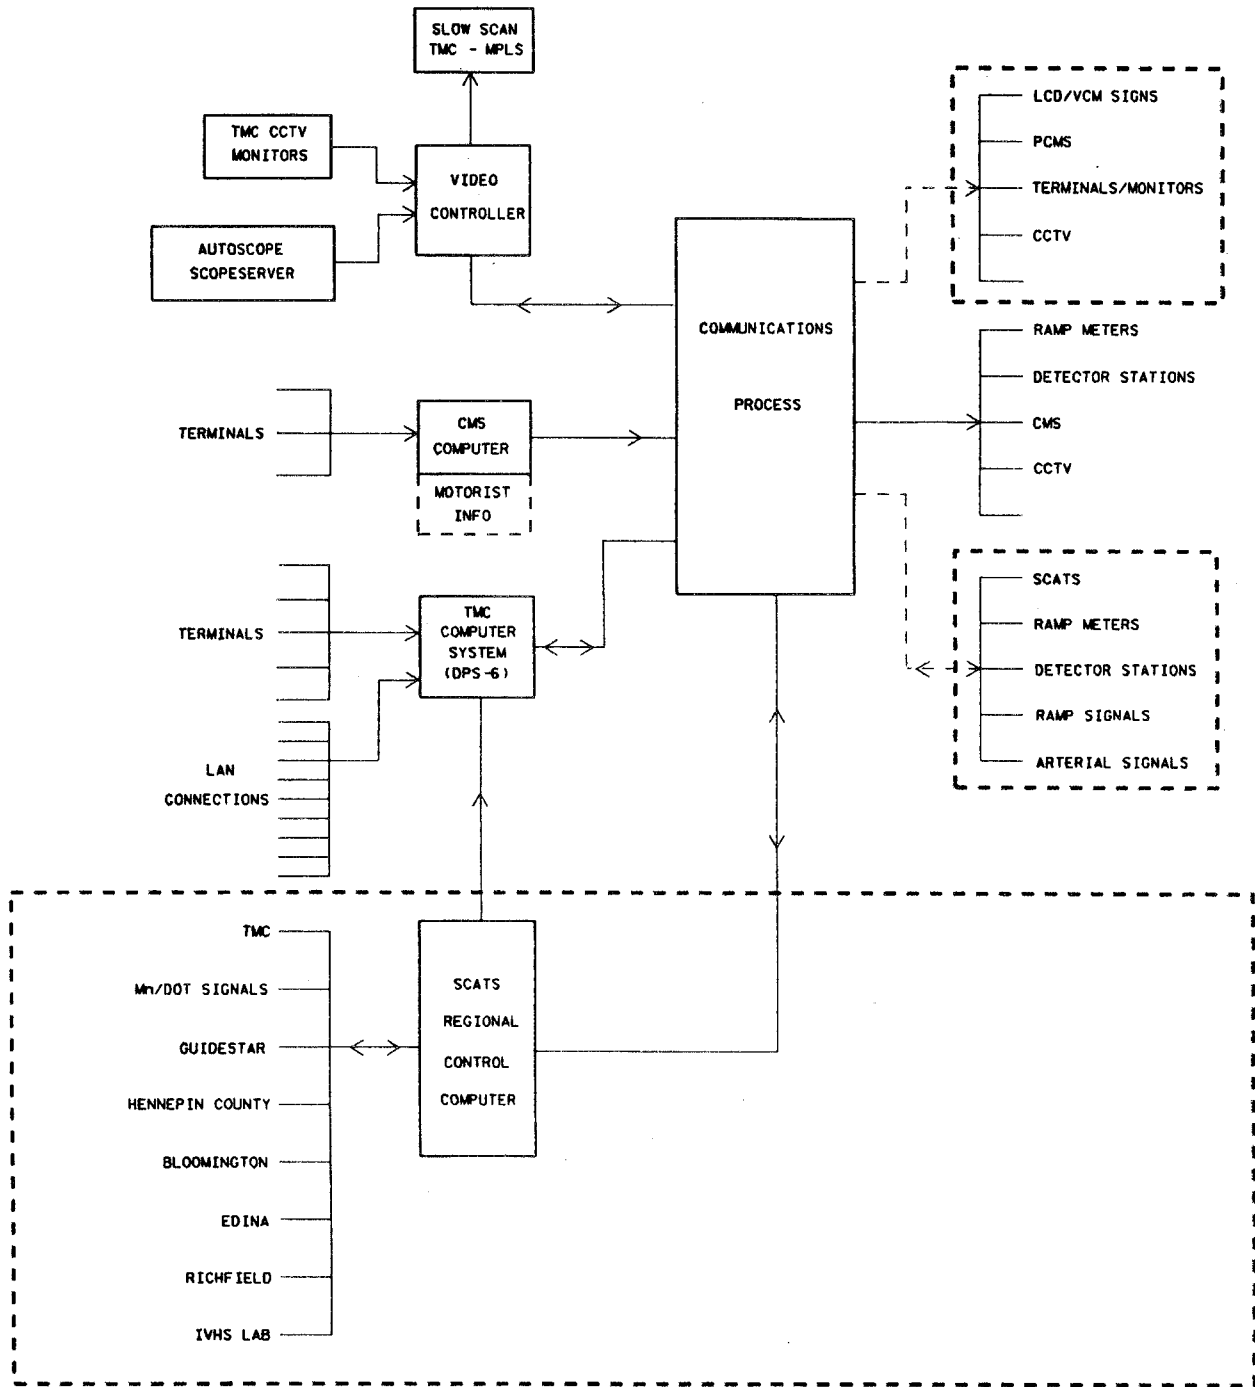 SLOW SCAN
TMC - MPLS
TMC CCTV
MONITORS
VIDEO
CONTROLLER
AUTOSCOPE
SCOPESERVER
COMMUNICATIONS
PROCESS
LCD/VCM SIGNS
PCMS
TERMINALS/MONITORS
CCTV
RAMP METERS
DETECTOR STATIONS
CMS
CCTV
TERMINALS
CMS
COMPUTER
MOTORIST
INFO
TERMINALS
TMC
COMPUTER
SYSTEM
(DPS-6)
SCATS
RAMP METERS
DETECTOR STATIONS
RAMP SIGNALS
ARTERIAL SIGNALS
LAN
CONNECTIONS
TMC
Mn/DOT SIGNALS
GUIDESTAR
HENNEPIN COUNTY
BLOOMINGTON
EDINA
RICHFIELD
IVHS LAB
SCATS
REGIONAL
CONTROL
COMPUTER